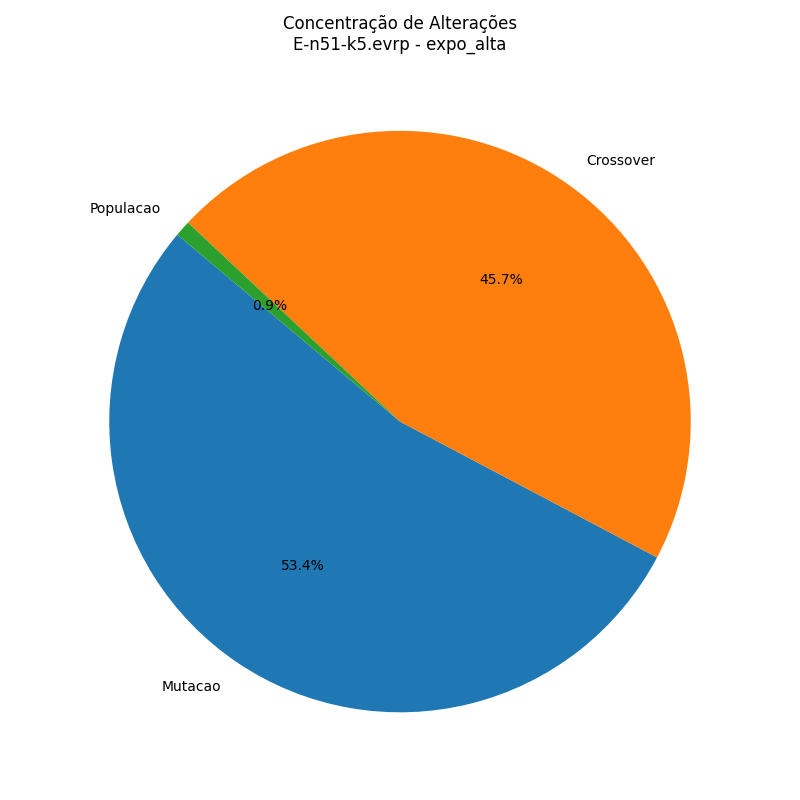 Concentração de Alterações
E-n51-k5.evrp - expo_alta
Crossover
Populacao
45.7%
0.9%
53.4%
Mutacao